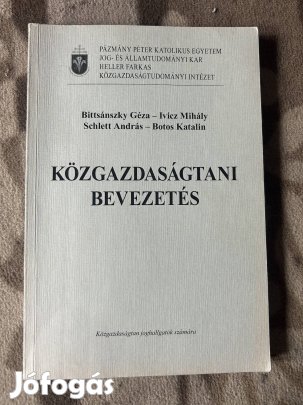 PÁZMÁNY PÉTER KATOLIKUS EGYETEM
JOG- ÉS ÁLLAMTUDOMÁNYI KAR
HELLER FARKAS
KÖZGAZDASÁGTUDOMÁNYI INTÉZET
Bittsánszky Géza – Ivicz Mihály
Schlett András – Botos Katalin
KÖZGAZDASÁGTANI
BEVEZETÉS
Közgazdaságtan joghallgatók számára
Jófogás